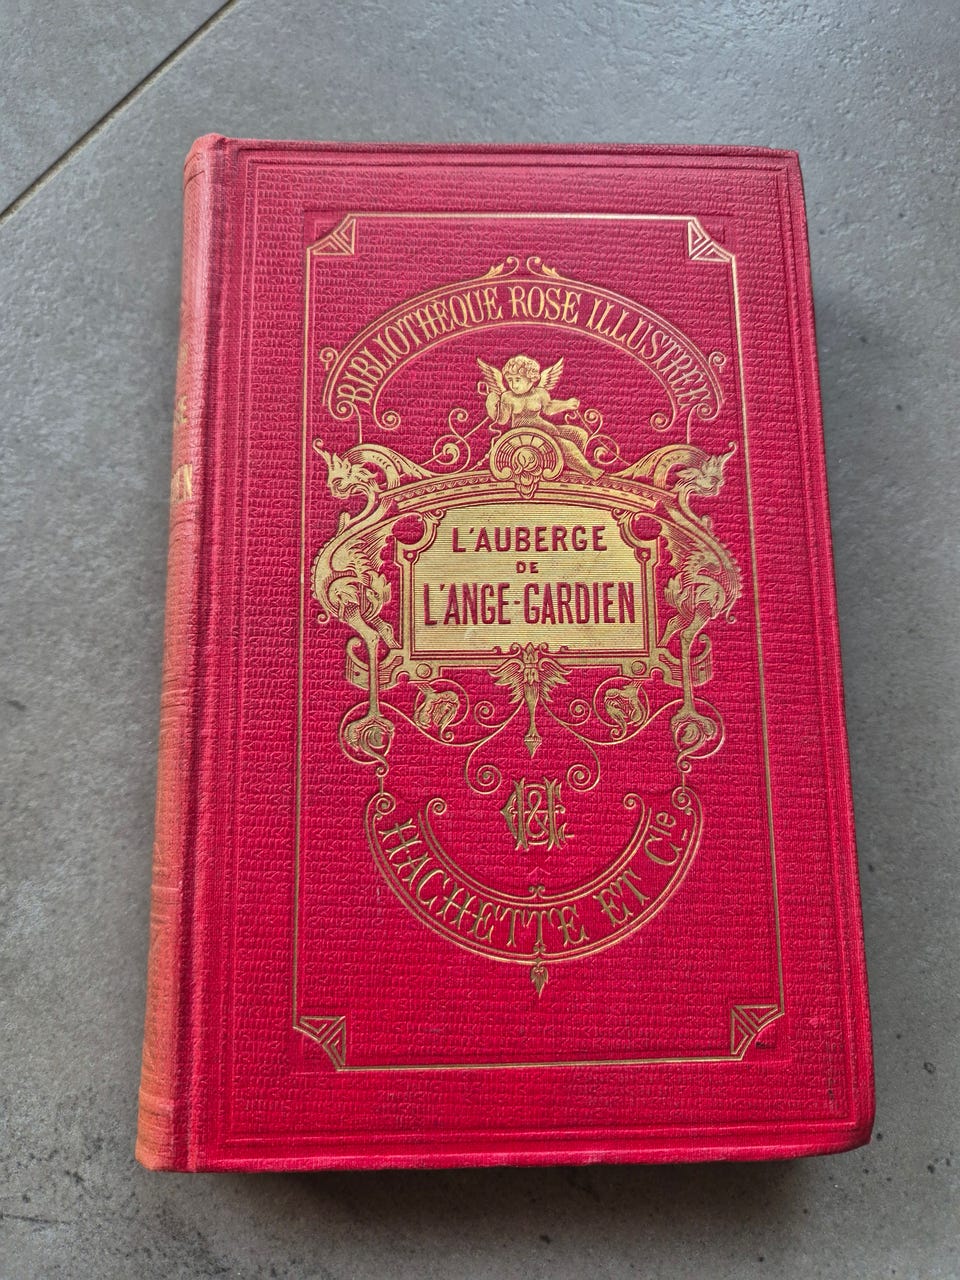 BIBLIOTHÈQUE ROSE ILLUSTRÉE
L'AUBERGE
DE
L'ANGE-GARDIEN
H&C
HACHETTE ET Cie